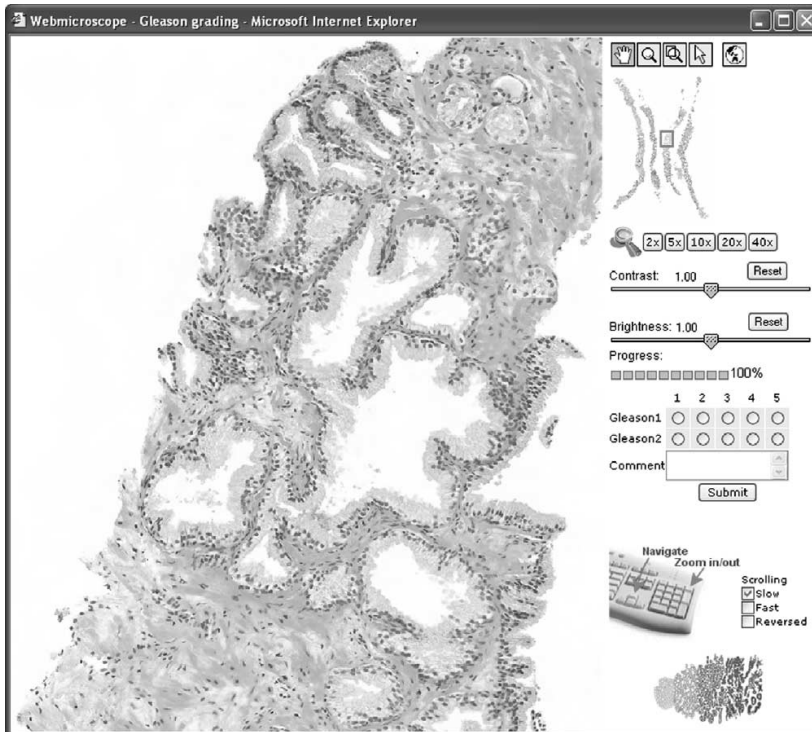 Webmicroscope - Gleason grading - Microsoft Internet Explorer
2x 5x 10x 20x 40x
Contrast: 1.00 Reset
Brightness: 1.00 Reset
Progress:
100%
1 2 3 4 5
Gleason1
Gleason2
Comment
Submit
Navigate
Zoom in/out
Scrolling
Slow
Fast
Reversed